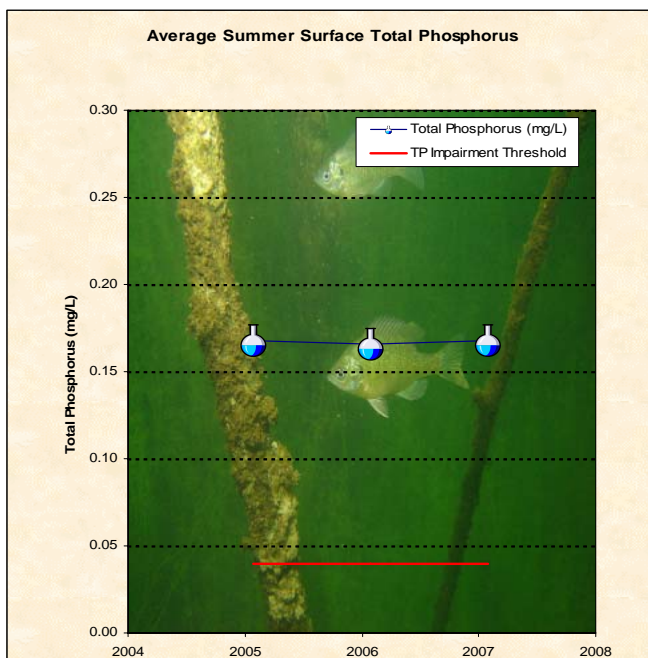 Average Summer Surface Total Phosphorus
0.30
0.25
0.20
0.15
0.10
0.05
0.00
Total Phosphorus (mg/L)
Total Phosphorus (mg/L)
TP Impairment Threshold
2004 2005 2006 2007 2008